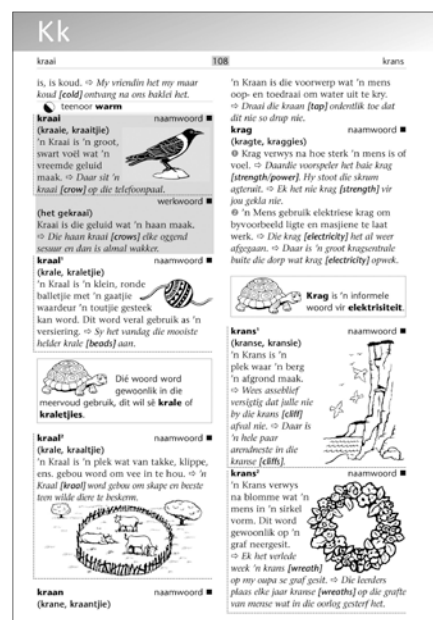 Kk
kraai 108 krans
is, is koud. ⇨ My vriendin het my maar
koud [cold] ontvang na ons baklei het.
teenoor warm
kraai naamwoord ■
(kraaie, kraaitjie)
'n Kraai is 'n groot,
swart voël wat 'n
vreemde geluid
maak. ⇨ Daar sit 'n
kraai [crow] op die telefoonpaal.
werkwoord ■
(het gekraai)
Kraai is die geluid wat 'n haan maak.
⇨ Die haan kraai [crows] elke oggend
sesuur en dan is almal wakker.
kraal¹ naamwoord ■
(krale, kraletjie)
'n Kraal is 'n klein, ronde
balletjie met 'n gaatjie
waardeur 'n toutjie gesteek
kan word. Dit word veral gebruik as 'n
versiering. ⇨ Sy het vandag die mooiste
helder krale [beads] aan.
Dié woord word
gewoonlik in die
meervoud gebruik, dit wil sê krale of
kraletjies.
kraal² naamwoord ■
(krale, kraaltjie)
'n Kraal is 'n plek wat van takke, klippe,
ens. gebou word om vee in te hou. ⇨ 'n
Kraal [kraal] word gebou om skape en beeste
teen wilde diere te beskerm.
kraan naamwoord ■
(krane, kraantjie)
'n Kraan is die voorwerp wat 'n mens
oop- en toedraai om water uit te kry.
⇨ Draai die kraan [tap] ordentlik toe dat
dit nie so drup nie.
krag naamwoord ■
(kragte, kraggies)
❶ Krag verwys na hoe sterk 'n mens is of
voel. ⇨ Daardie voorspeler het baie krag
[strength/power]. Hy stoot die skrum
agteruit. ⇨ Ek het nie krag [strength] vir
jou gekla nie.
❷ 'n Mens gebruik elektriese krag om
byvoorbeeld ligte en masjiene te laat
werk. ⇨ Die krag [electricity] het al weer
afgegaan. ⇨ Daar is 'n groot kragsentrale
buite die dorp wat krag [electricity] opwek.
Krag is 'n informele
woord vir elektrisiteit.
krans¹ naamwoord ■
(kranse, kransie)
'n Krans is 'n
plek waar 'n berg
'n afgrond maak.
⇨ Wees asseblief
versigtig dat julle nie
by die krans [cliff]
afval nie. ⇨ Daar is
'n hele paar
arendneste in die
kranse [cliffs].
krans² naamwoord ■
'n Krans verwys
na blomme wat 'n
mens in 'n sirkel
vorm. Dit word
gewoonlik op 'n
graf neergesit.
⇨ Ek het verlede
week 'n krans [wreath]
op my oupa se graf gesit. ⇨ Die leerders
plaas elke jaar kranse [wreaths] op die grafte
van mense wat in die oorlog gesterf het.